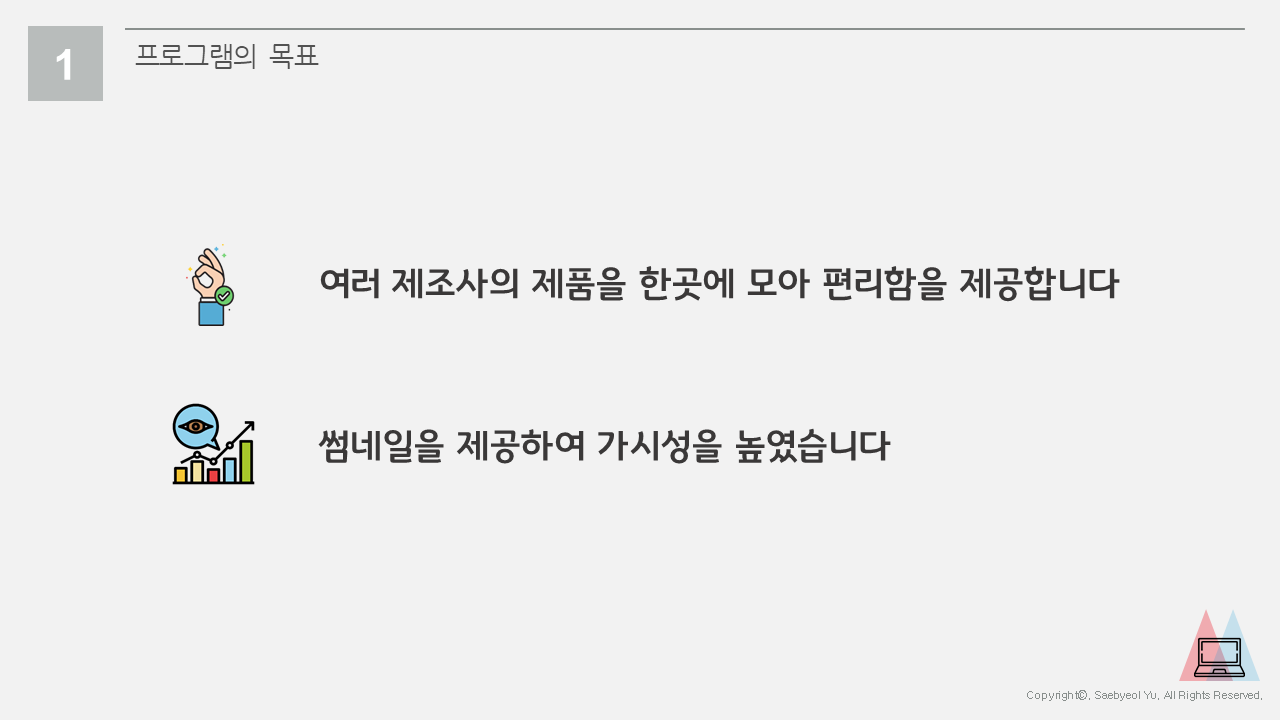 1
프로그램의 목표
여러 제조사의 제품을 한곳에 모아 편리함을 제공합니다
썸네일을 제공하여 가시성을 높였습니다
Copyright©. Saebyeol Yu. All Rights Reserved.